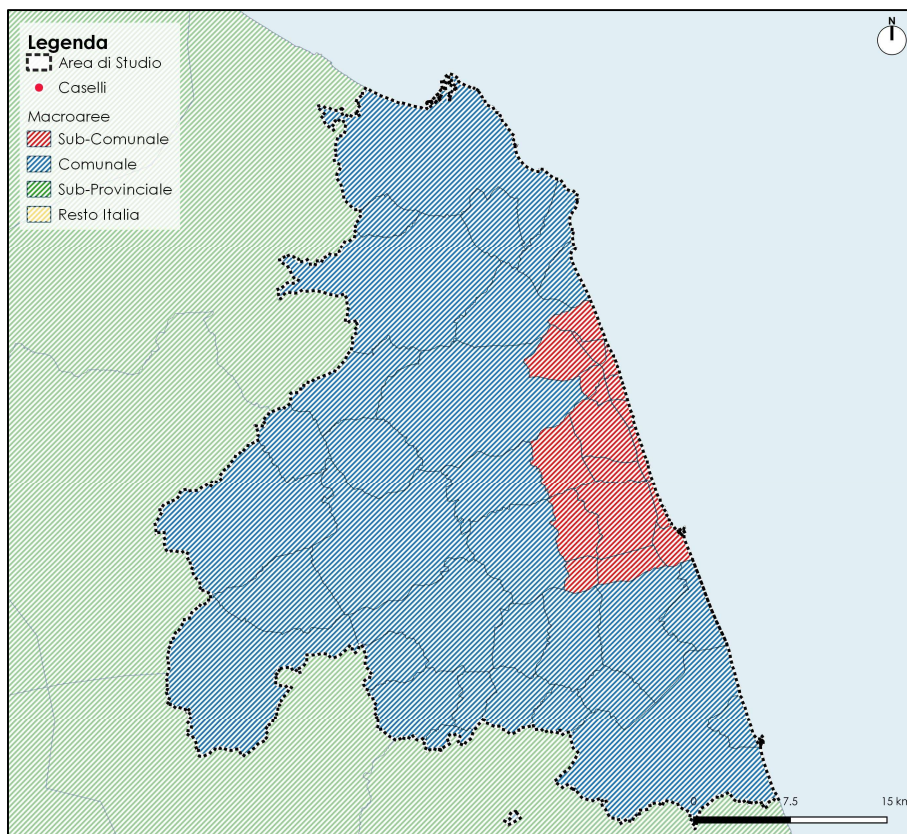 Legenda
Area di Studio
Caselli
Macroaree
Sub-Comunale
Comunale
Sub-Provinciale
Resto Italia
N
0 7.5 15 km